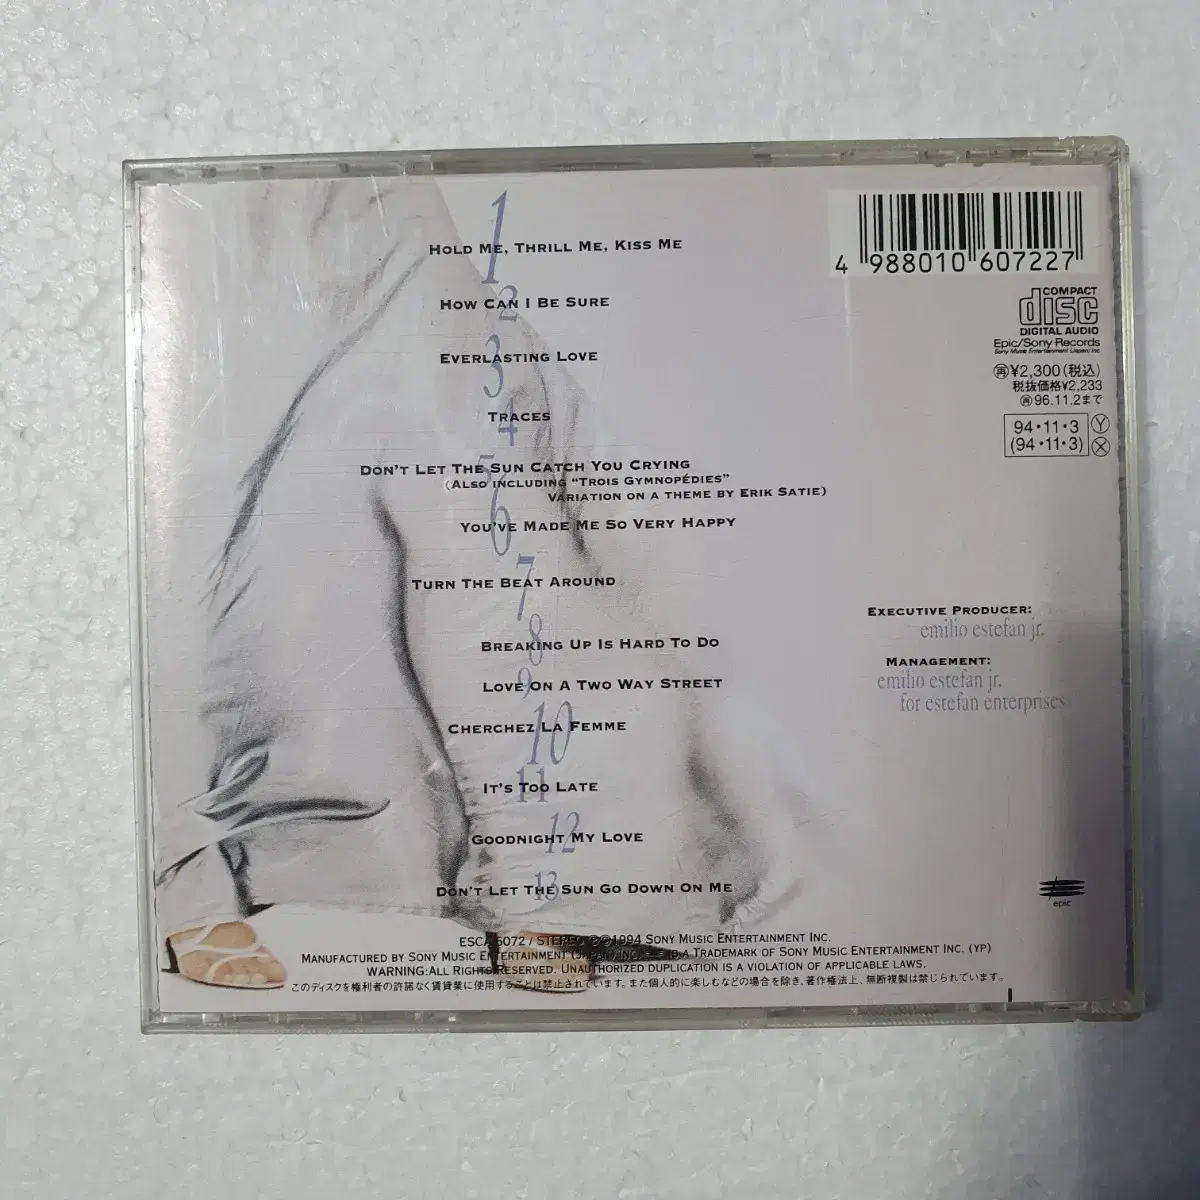 1
HOLD ME, THRILL ME, KISS ME
2
HOW CAN I BE SURE
3
EVERLASTING LOVE
4
TRACES
5
DON'T LET THE SUN CATCH YOU CRYING
(ALSO INCLUDING "TROIS GYMNOPÉDIES"
VARIATION ON A THEME BY ERIK SATIE)
6
YOU'VE MADE ME SO VERY HAPPY
7
TURN THE BEAT AROUND
8
BREAKING UP IS HARD TO DO
9
LOVE ON A TWO WAY STREET
10
CHERCHEZ LA FEMME
11
IT'S TOO LATE
12
GOODNIGHT MY LOVE
13
DON'T LET THE SUN GO DOWN ON ME
4 988010 607227
COMPACT
disc
DIGITAL AUDIO
Epic/Sony Records
Sony Music Entertainment (Japan) Inc.
㊞¥2,300(税込)
税抜価格¥2,233
96.11.2まで
94・11・3 Y
(94・11・3) X
EXECUTIVE PRODUCER:
emilio estefan jr.
MANAGEMENT:
emilio estefan jr.
for estefan enterprises
epic
ESCA 6072 / STEREO ℗©1994 SONY MUSIC ENTERTAINMENT INC.
MANUFACTURED BY SONY MUSIC ENTERTAINMENT (JAPAN) INC. IS A TRADEMARK OF SONY MUSIC ENTERTAINMENT INC. (YP)
WARNING:ALL RIGHTS RESERVED. UNAUTHORIZED DUPLICATION IS A VIOLATION OF APPLICABLE LAWS.
このディスクを権利者の許諾なく賃貸業に使用することは禁止されています。また個人的に楽しむなどの場合を除き、著作権法上、無断複製は禁じられています。